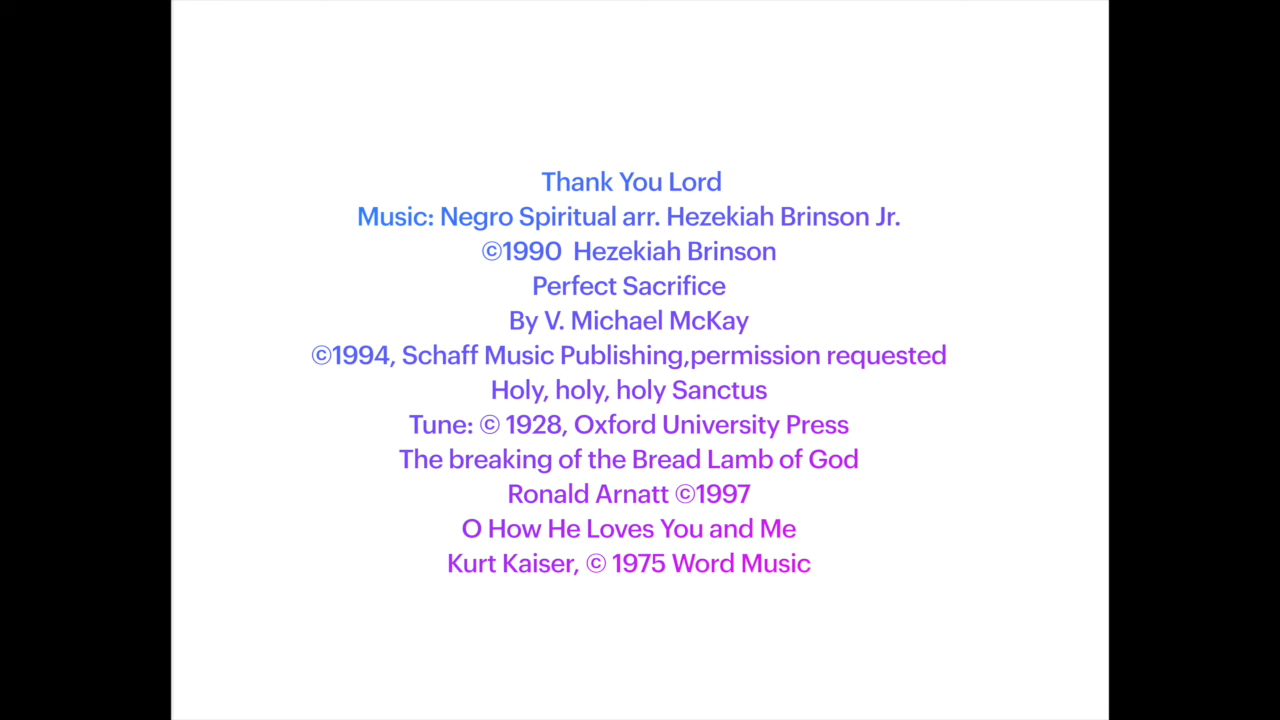 Thank You Lord
Music: Negro Spiritual arr. Hezekiah Brinson Jr.
©1990  Hezekiah Brinson
Perfect Sacrifice
By V. Michael McKay
©1994, Schaff Music Publishing,permission requested
Holy, holy, holy Sanctus
Tune: © 1928, Oxford University Press
The breaking of the Bread Lamb of God
Ronald Arnatt ©1997
O How He Loves You and Me
Kurt Kaiser, © 1975 Word Music